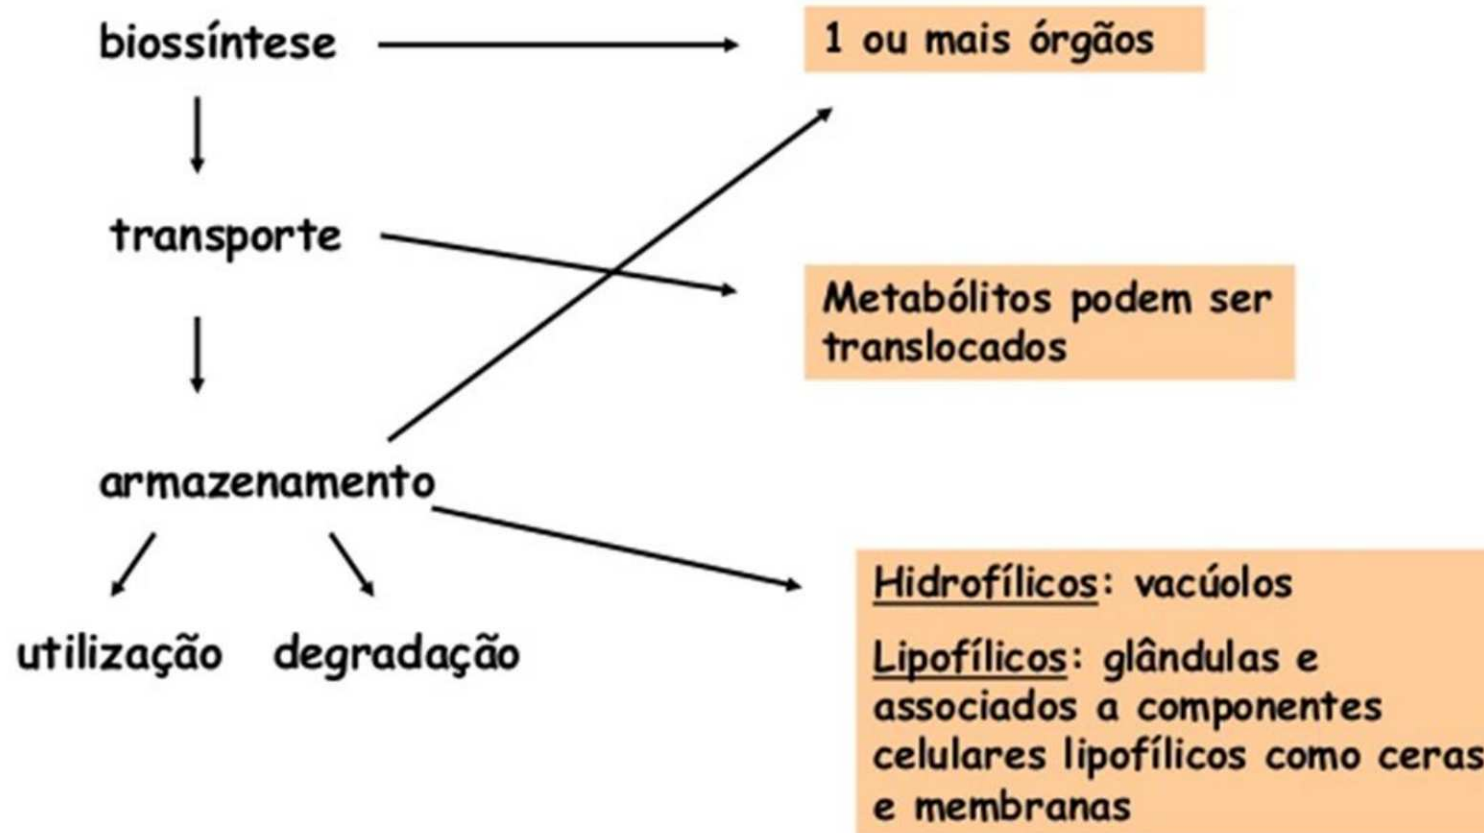 biossíntese
1 ou mais órgãos
transporte
Metabólitos podem ser
translocados
armazenamento
utilização degradação
Hidrofílicos: vacúolos
Lipofílicos: glândulas e
associados a componentes
celulares lipofílicos como ceras
e membranas